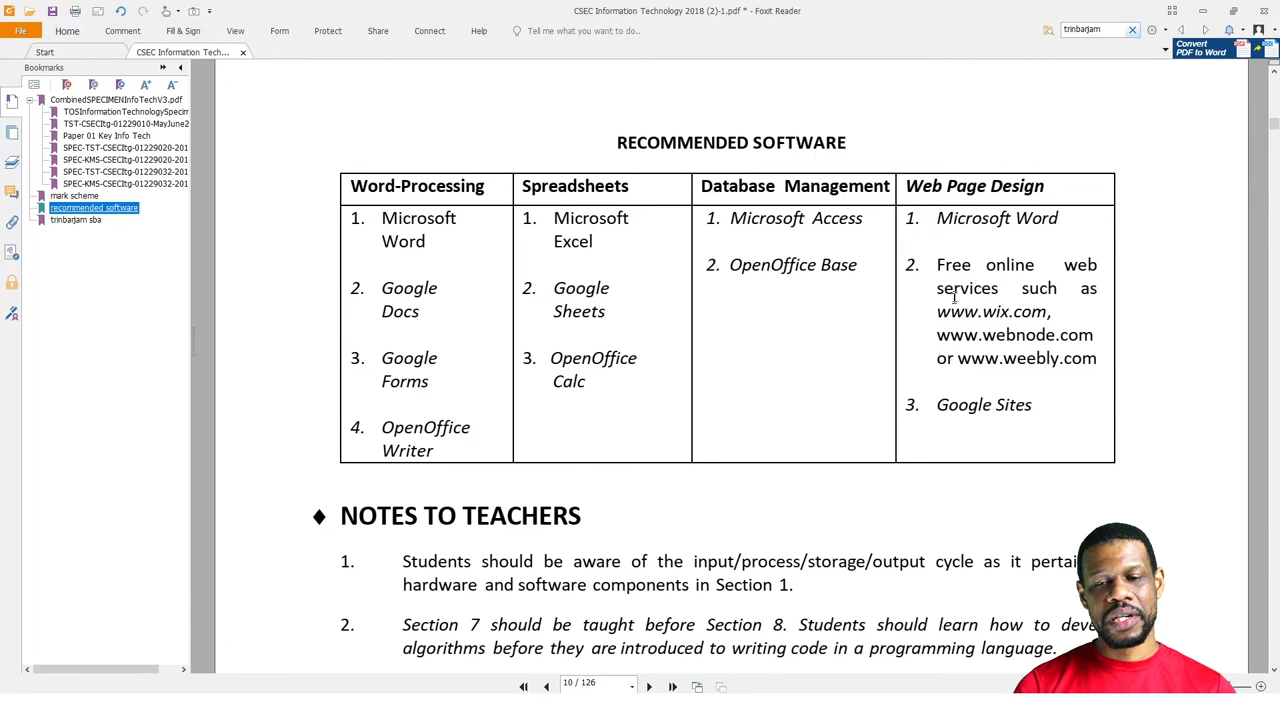 CSEC Information Technology 2018 (2)-1.pdf * - Foxit Reader
File Home Comment Fill & Sign View Form Protect Share Connect Help Tell me what you want to do.. trinbarjam
Start CSEC Information Tech...
Convert
PDF to Word
Bookmarks
CombinedSPECIMENInfoTechV3.pdf
TOSInformationTechnologySpecim
TST-CSECItg-01229010-MayJune2
Paper 01 Key Info Tech
SPEC-TST-CSECItg-01229020-201
SPEC-KMS-CSECItg-01229020-201
SPEC-TST-CSECItg-01229032-201
SPEC-KMS-CSECItg-01229032-201
mark scheme
recommended software
trinbarjam sba
RECOMMENDED SOFTWARE
Word-Processing
1. Microsoft
Word
2. Google
Docs
3. Google
Forms
4. OpenOffice
Writer
Spreadsheets
1. Microsoft
Excel
2. Google
Sheets
3. OpenOffice
Calc
Database Management
1. Microsoft Access
2. OpenOffice Base
Web Page Design
1. Microsoft Word
2. Free online web
services such as
www.wix.com,
www.webnode.com
or www.weebly.com
3. Google Sites
♦ NOTES TO TEACHERS
1. Students should be aware of the input/process/storage/output cycle as it pertai
hardware and software components in Section 1.
2. Section 7 should be taught before Section 8. Students should learn how to deve
algorithms before they are introduced to writing code in a programming language.
10 / 126